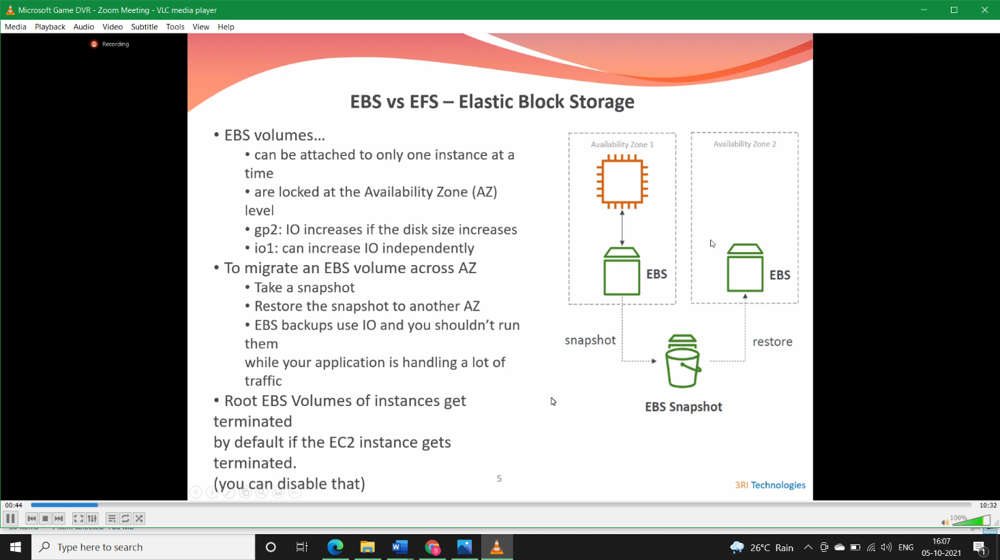 Microsoft Game DVR - Zoom Meeting - VLC media player
Media Playback Audio Video Subtitle Tools View Help
Recording
EBS vs EFS – Elastic Block Storage
• EBS volumes...
• can be attached to only one instance at a
time
• are locked at the Availability Zone (AZ)
level
• gp2: IO increases if the disk size increases
• io1: can increase IO independently
• To migrate an EBS volume across AZ
• Take a snapshot
• Restore the snapshot to another AZ
• EBS backups use IO and you shouldn't run
them
while your application is handling a lot of
traffic
• Root EBS Volumes of instances get
terminated
by default if the EC2 instance gets
terminated.
(you can disable that)
Availability Zone 1
Availability Zone 2
EBS
EBS
snapshot
restore
EBS Snapshot
5
3RI Technologies
00:44
10:32
100%
Type here to search
26°C Rain
ENG
16:07
05-10-2021
1